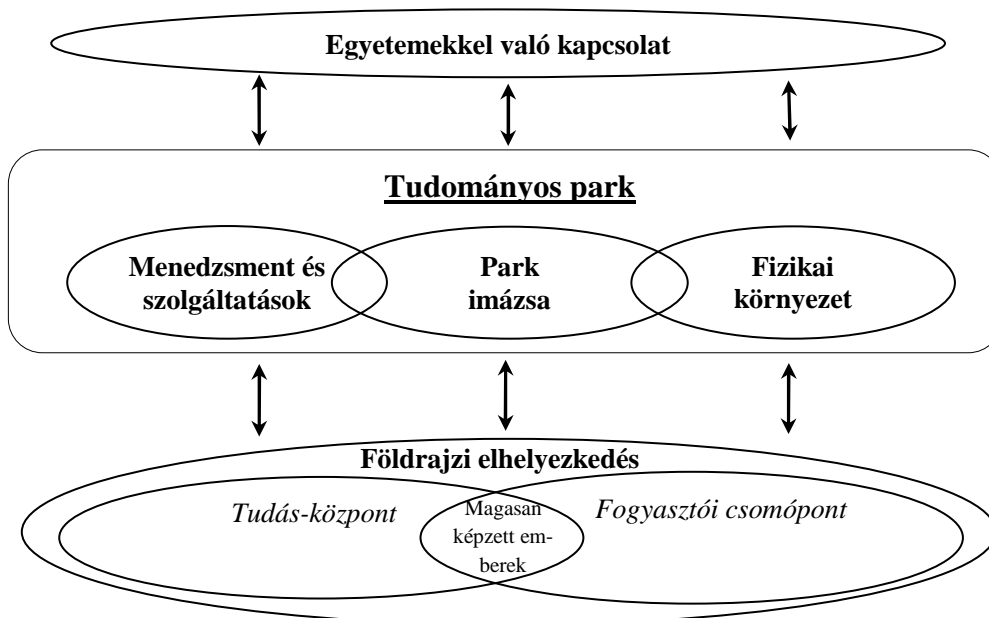 Egyetemekkel való kapcsolat
Tudományos park
Menedzsment és
szolgáltatások
Park
imázsa
Fizikai
környezet
Földrajzi elhelyezkedés
Tudás-központ
Magasan
képzett em-
berek
Fogyasztói csomópont